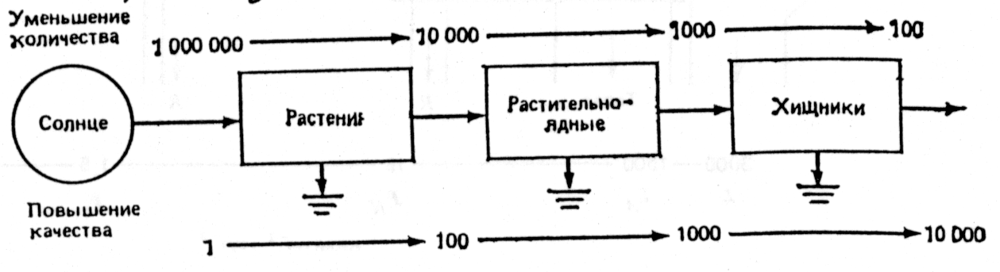 Уменьшение
количества
1 000 000
10 000
1000
100
Солнце
Растения
Растительно-
ядные
Хищники
Повышение
качества
1
100
1000
10 000